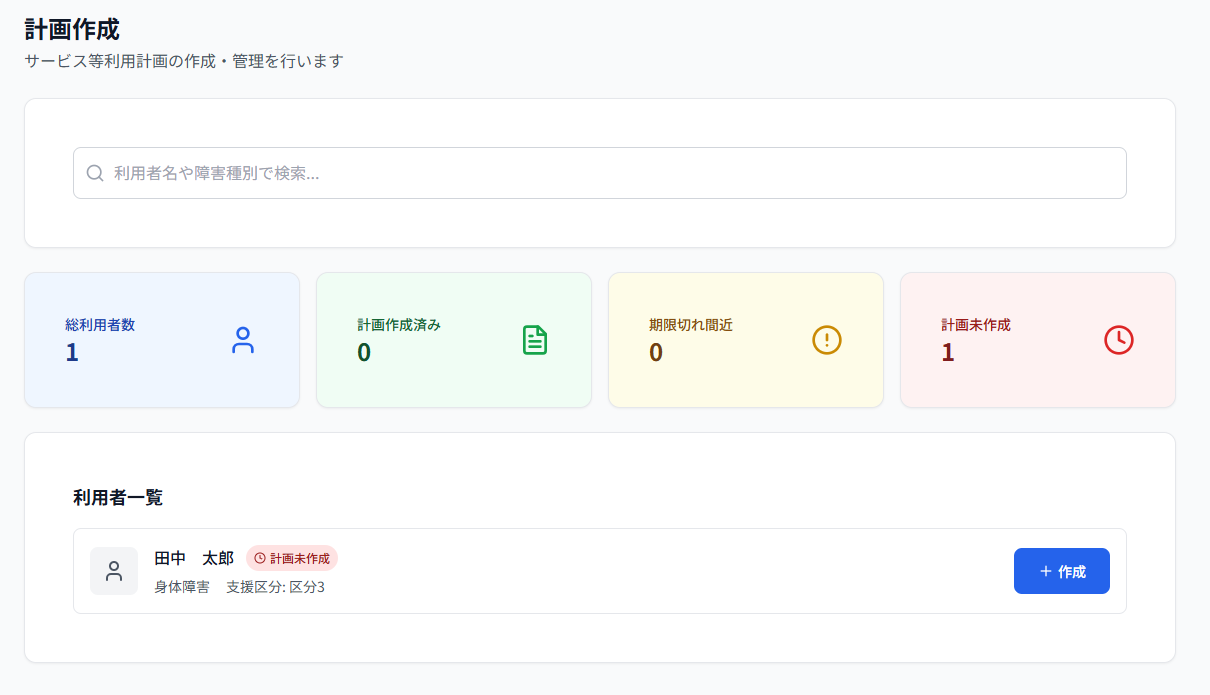 計画作成
サービス等利用計画の作成・管理を行います
利用者名や障害種別で検索...
総利用者数
1
計画作成済み
0
期限切れ間近
0
計画未作成
1
利用者一覧
田中　太郎 計画未作成
身体障害 支援区分: 区分3
+ 作成